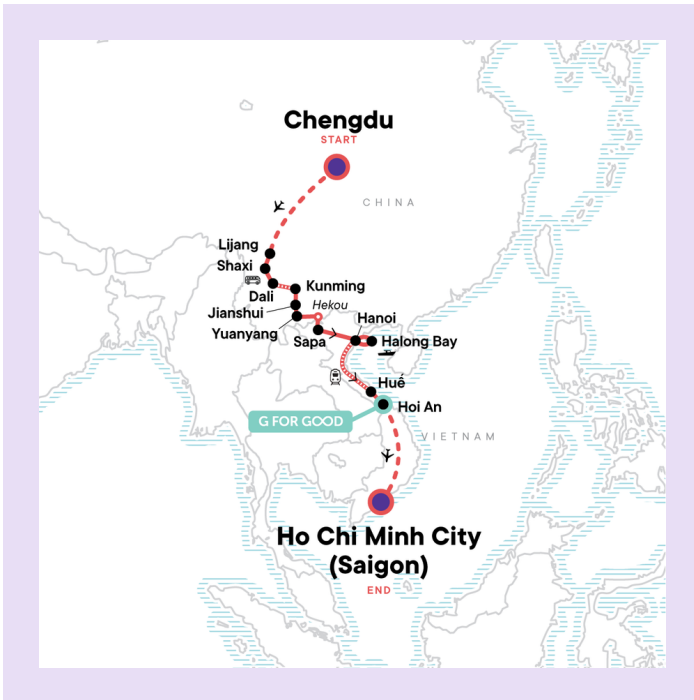 Chengdu
START
CHINA
Lijang
Shaxi
Dali
Kunming
Jianshui
Hekou
Yuanyang
Hanoi
Sapa
Halong Bay
Hué
Hoi An
G FOR GOOD
VIETNAM
Ho Chi Minh City
(Saigon)
END